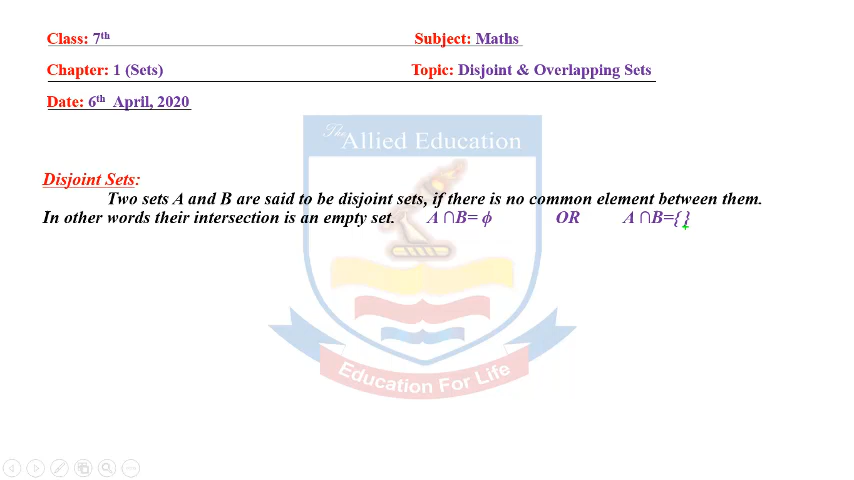 Class: 7th Subject: Maths
Chapter: 1 (Sets) Topic: Disjoint & Overlapping Sets
Date: 6th April, 2020
The Allied Education
Disjoint Sets:
Two sets A and B are said to be disjoint sets, if there is no common element between them.
In other words their intersection is an empty set. A ∩B= ϕ OR A ∩B={ }
Education For Life